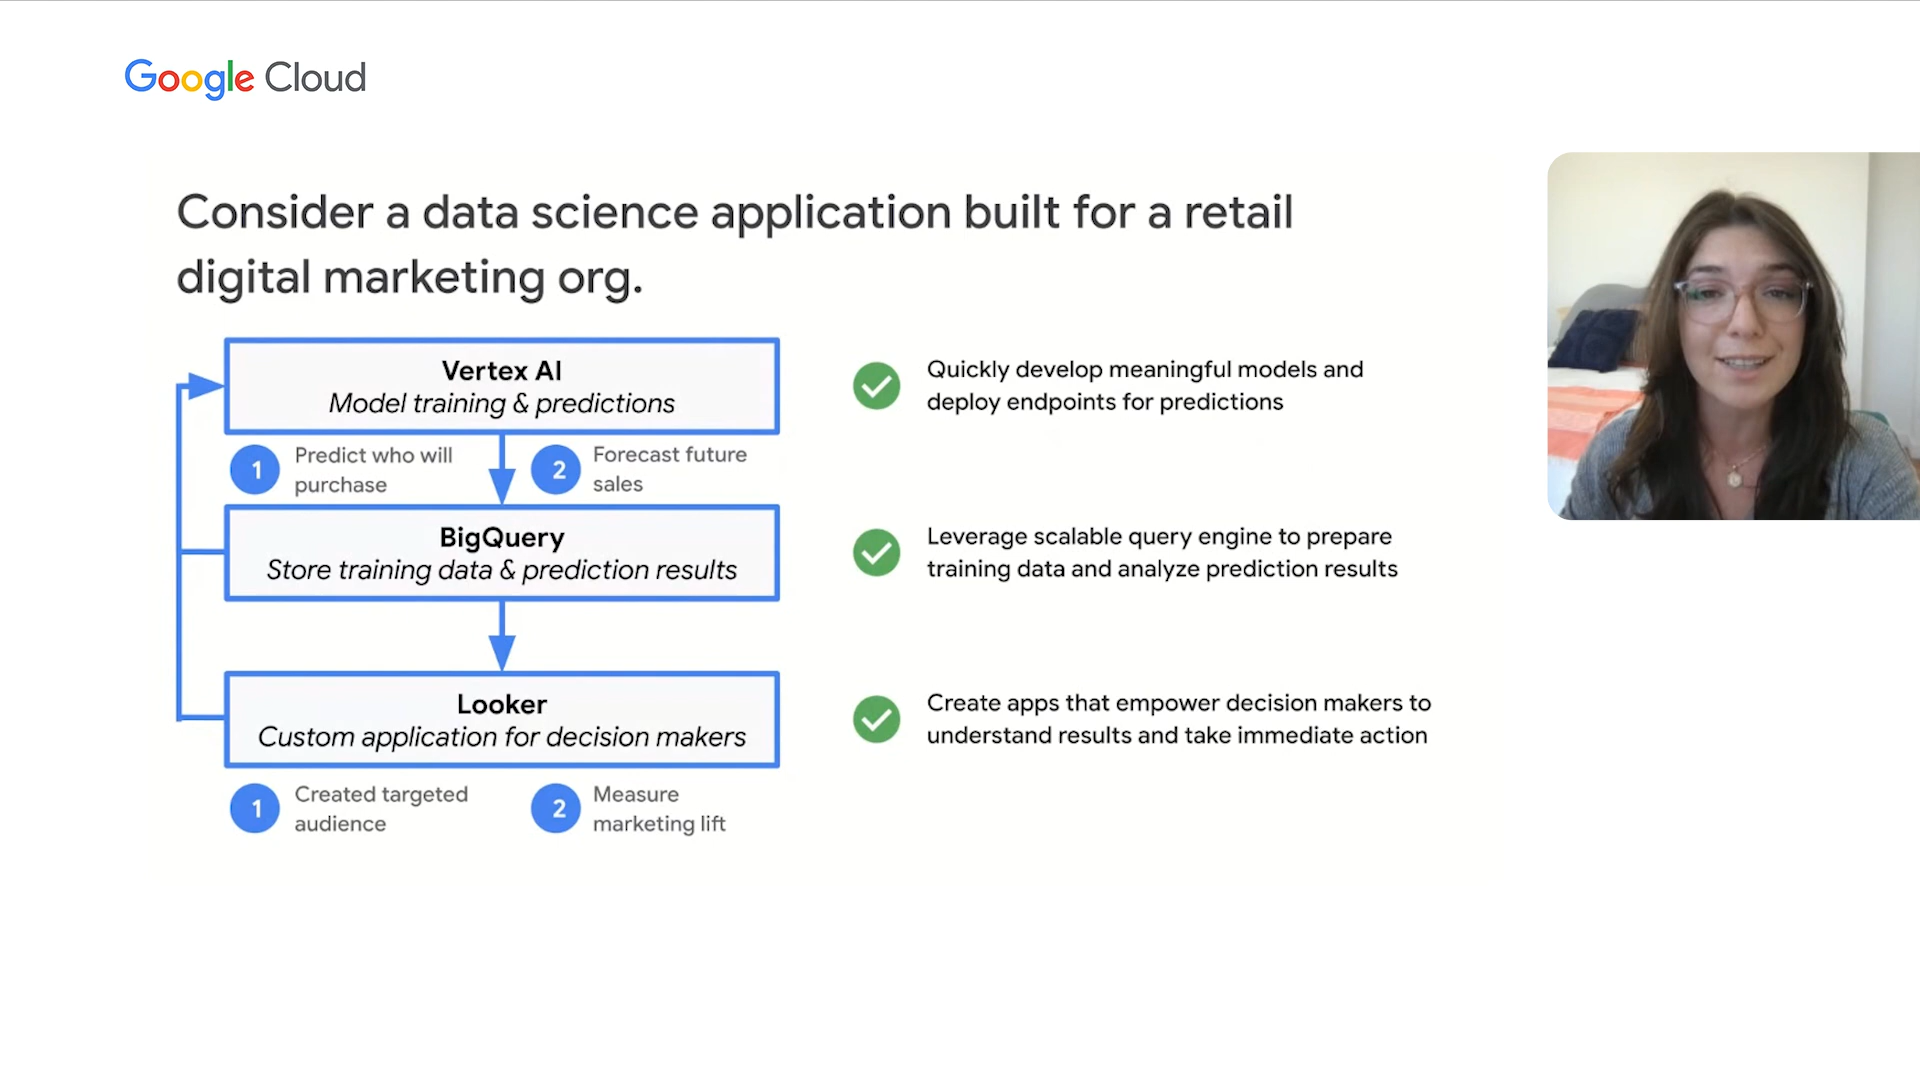 Google Cloud
Consider a data science application built for a retail
digital marketing org.
Vertex AI
Model training & predictions
1
Predict who will
purchase
2
Forecast future
sales
BigQuery
Store training data & prediction results
Looker
Custom application for decision makers
1
Created targeted
audience
2
Measure
marketing lift
Quickly develop meaningful models and
deploy endpoints for predictions
Leverage scalable query engine to prepare
training data and analyze prediction results
Create apps that empower decision makers to
understand results and take immediate action